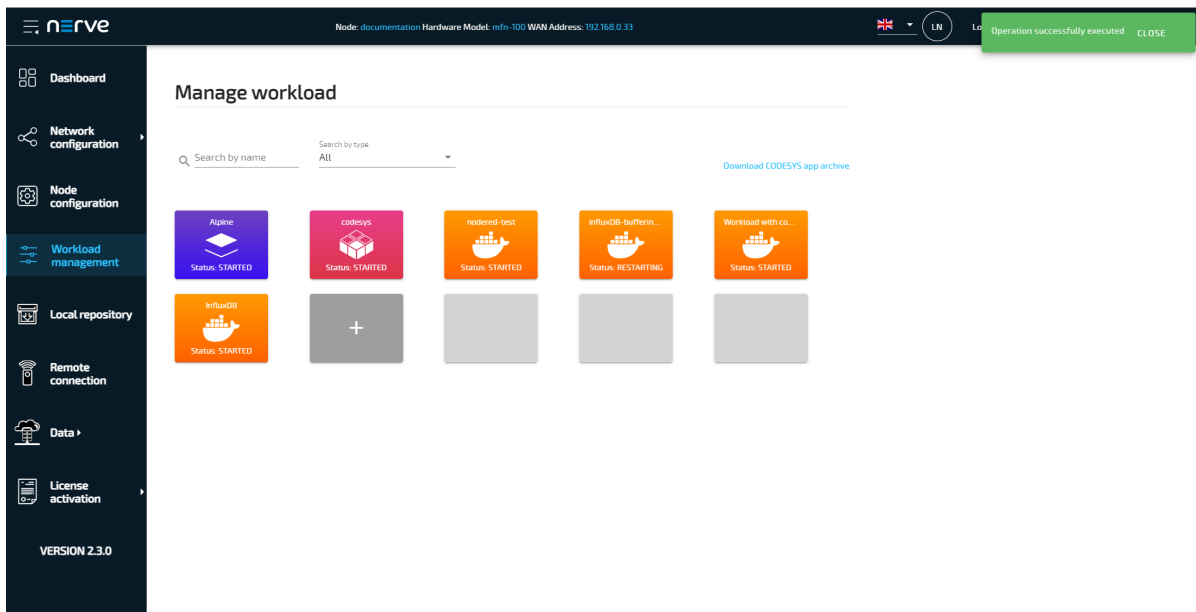 nerve
Node: documentation Hardware Model: mfn-100 WAN Address: 192.168.0.33
LN
Lo
Operation successfully executed CLOSE
Dashboard
Network
configuration
Node
configuration
Workload
management
Local repository
Remote
connection
Data
License
activation
VERSION 2.3.0
Manage workload
Search by name
Search by type
All
Download CODESYS app archive
Alpine
Status: STARTED
codesys
Status: STARTED
nodered-test
Status: STARTED
InfluxDB-bufferin...
Status: RESTARTING
Workload with co...
Status: STARTED
InfluxDB
Status: STARTED
+